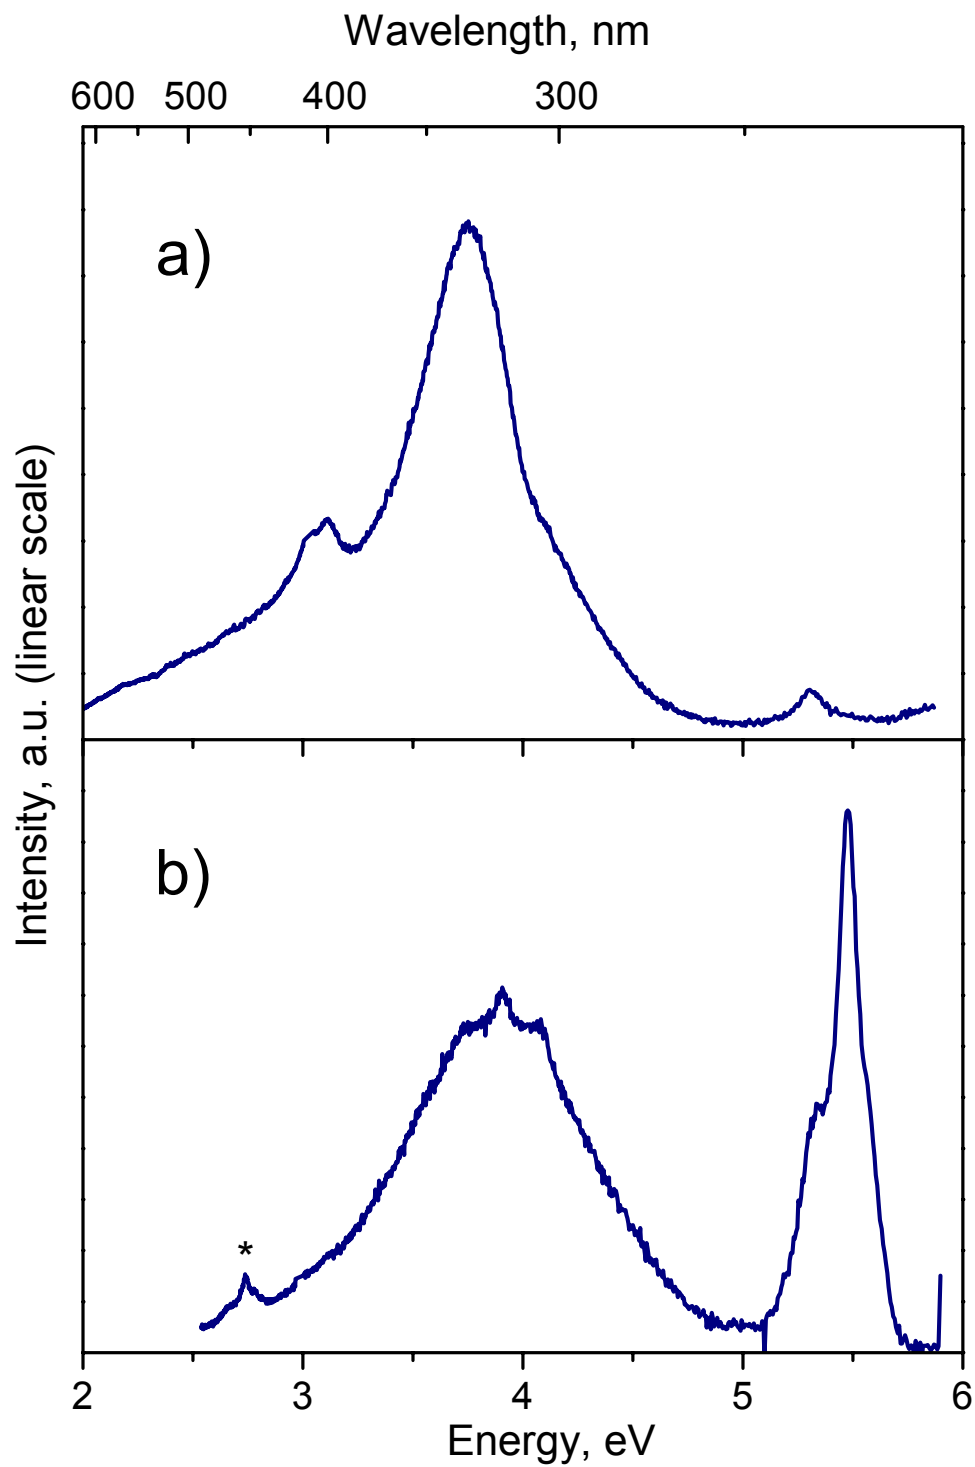 Wavelength, nm
600 500 400 300
a)
Intensity, a.u. (linear scale)
b)
*
2 3 4 5 6
Energy, eV